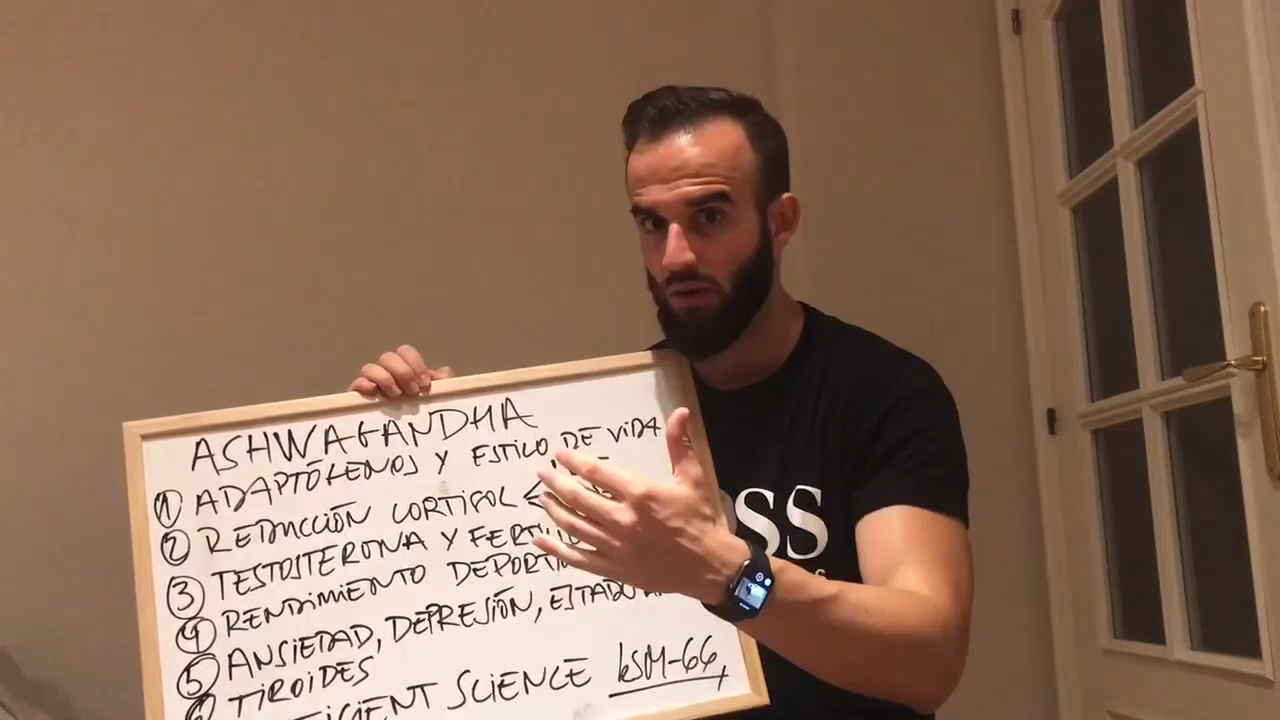 ASHWAGANDHA
① ADAPTÓGENOS Y ESTILO DE VIDA
② REDUCCIÓN CORTISOL
③ TESTOSTERONA Y
④ RENDIMIENTO
⑤ ANSIEDAD, DEPRESIÓN, ESTADO
TIROIDES
SCIENCE KSM-66,